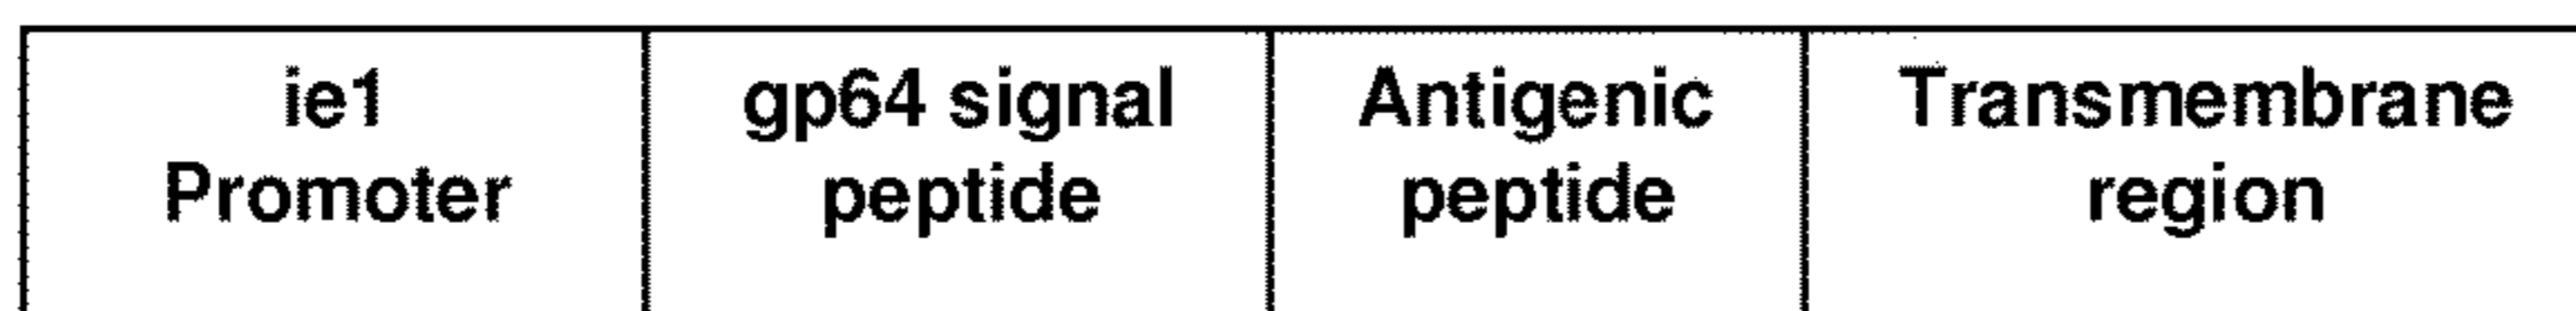 ie1
Promoter
gp64 signal
peptide
Antigenic
peptide
Transmembrane
region